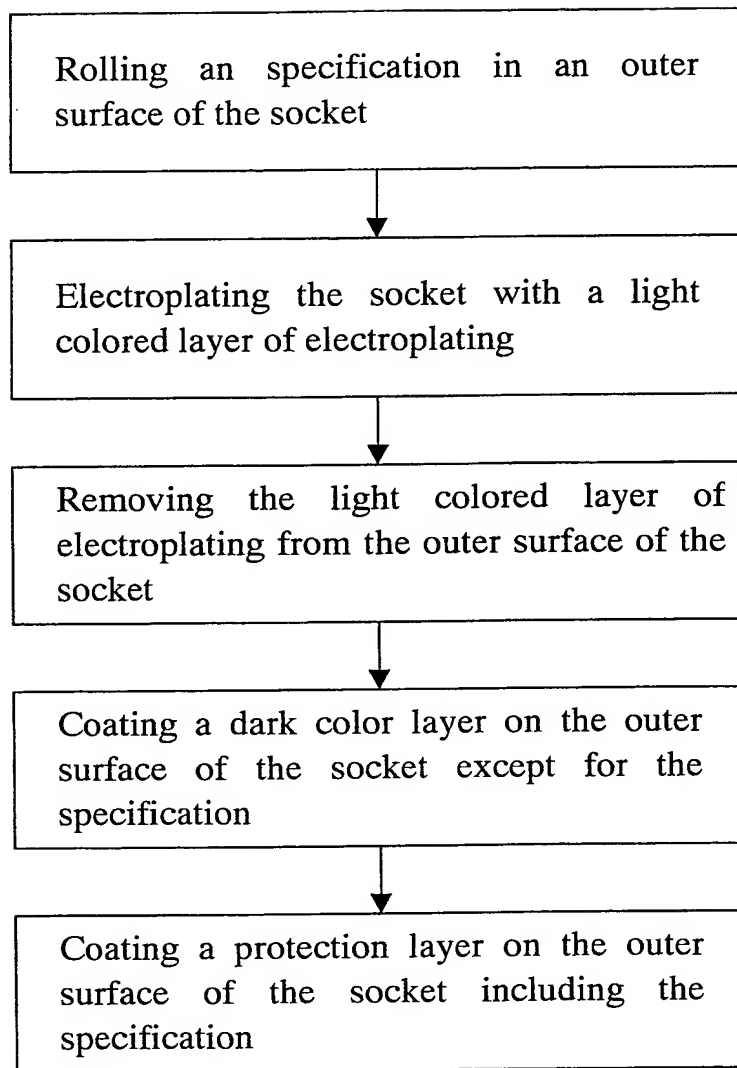 Rolling an specification in an outer
surface of the socket
Electroplating the socket with a light
colored layer of electroplating
Removing the light colored layer of
electroplating from the outer surface of the
socket
Coating a dark color layer on the outer
surface of the socket except for the
specification
Coating a protection layer on the outer
surface of the socket including the
specification